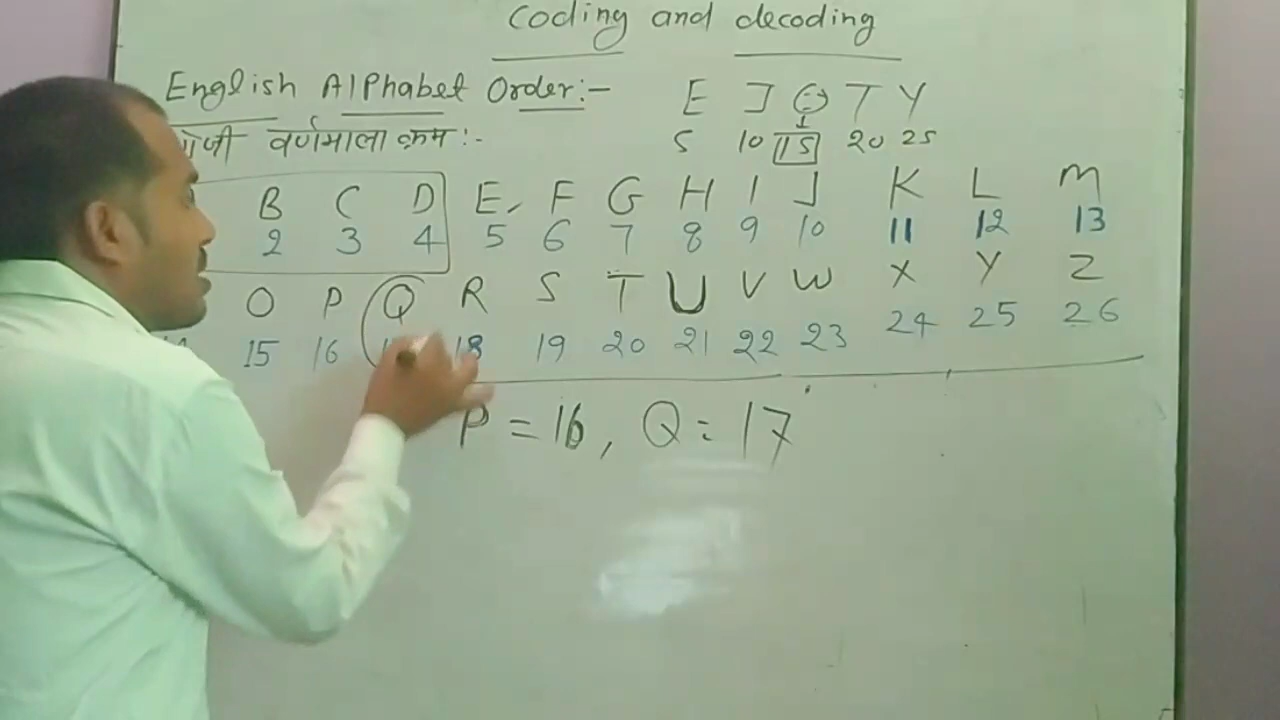 Coding and decoding
English Alphabet Order:-
वर्णमाला क्रम :-
E J O T Y
5 10 15 20 25
B C D E, F G H I J K L M
2 3 4 5 6 7 8 9 10 11 12 13
O P Q R S T U V W X Y Z
15 16 18 19 20 21 22 23 24 25 26
P = 16, Q = 17